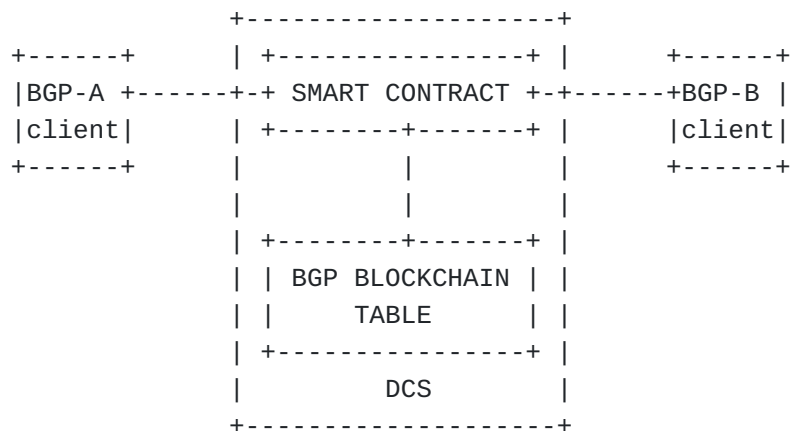 BGP-A SMART CONTRACT BGP-B
client client
BGP BLOCKCHAIN
TABLE
DCS